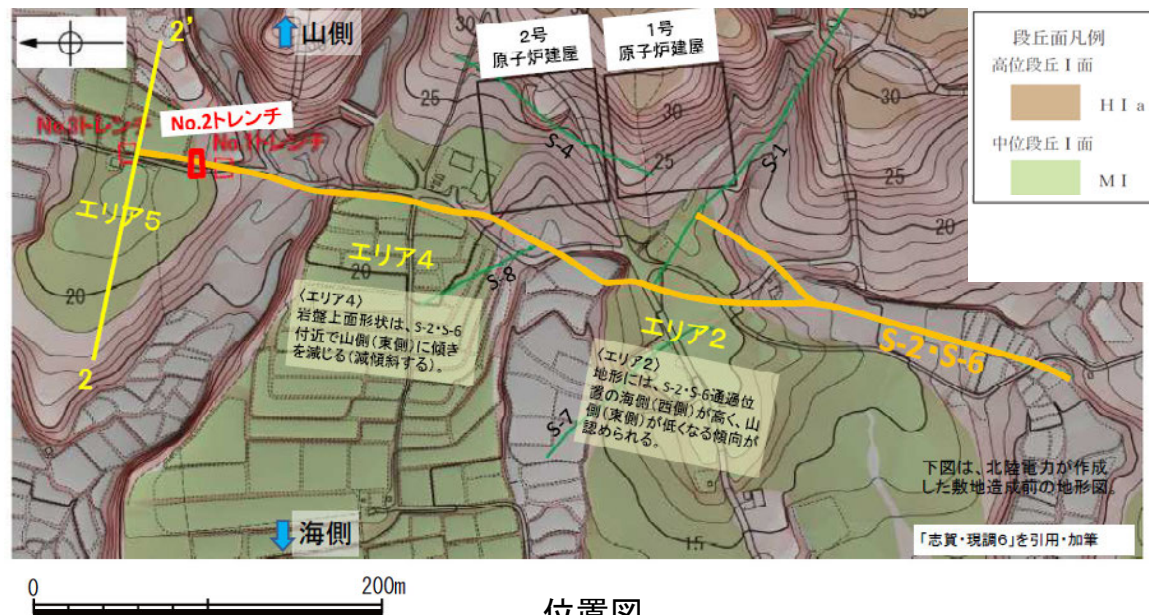 2'
山側
2号
原子炉建屋
1号
原子炉建屋
30
30
段丘面凡例
高位段丘Ⅰ面
HⅠa
中位段丘Ⅰ面
MⅠ
No.3トレンチ
No.2トレンチ
No.1トレンチ
25
S-4
25
30
S-1
25
20
エリア5
20
2
エリア4
20
S-8
〈エリア4〉
岩盤上面形状は、S-2・S-6
付近で山側(東側)に傾き
を減じる(減傾斜する)。
エリア2
〈エリア2〉
地形には、S-2・S-6通過位
置の海側(西側)が高く、山
側(東側)が低くなる傾向が
認められる。
S-2・S-6
S-7
15
海側
下図は、北陸電力が作成
した敷地造成前の地形図。
「志賀・現調6」を引用・加筆
0
200m
位置図